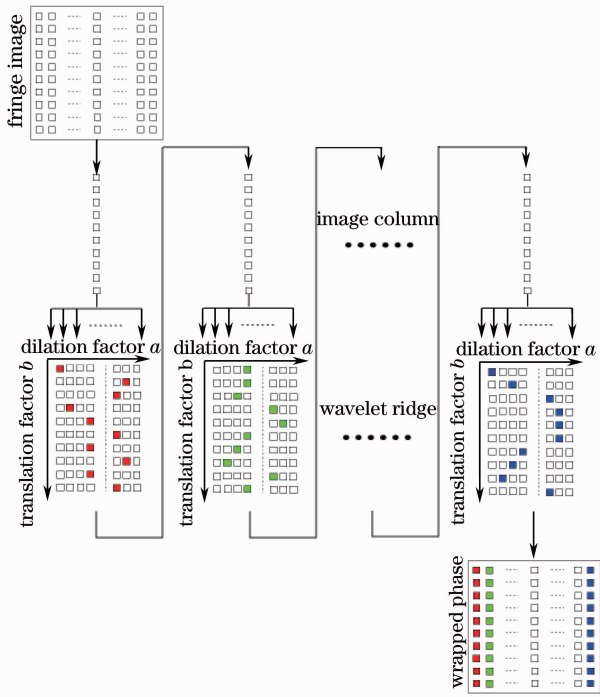 fringe image
image column
dilation factor a
dilation factor a
dilation factor a
translation factor b
translation factor b
translation factor b
wavelet ridge
wrapped phase